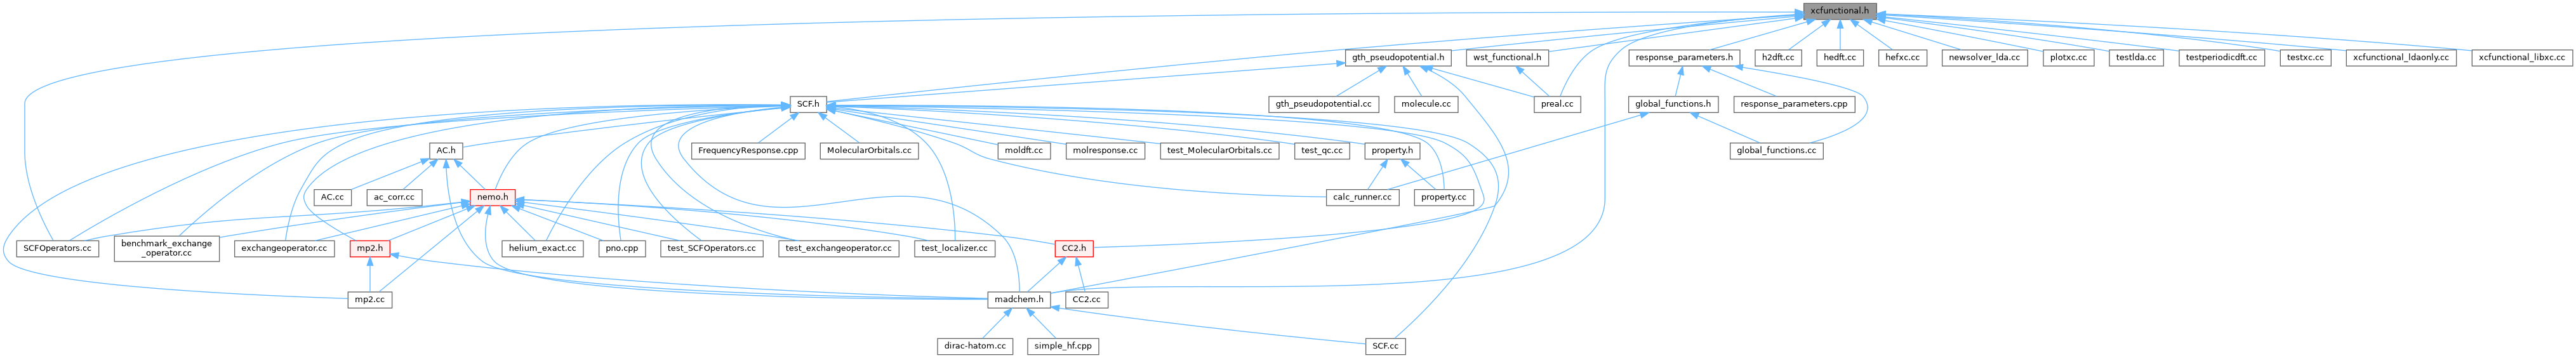 xcfunctional.h
gth_pseudopotential.h
wst_functional.h
response_parameters.h
h2dft.cc
hedft.cc
hefxc.cc
newsolver_lda.cc
plotxc.cc
testlda.cc
testperiodicdft.cc
testxc.cc
xcfunctional_ldaonly.cc
xcfunctional_libxc.cc
SCF.h
gth_pseudopotential.cc
molecule.cc
preal.cc
global_functions.h
response_parameters.cpp
AC.h
FrequencyResponse.cpp
MolecularOrbitals.cc
moldft.cc
molresponse.cc
test_MolecularOrbitals.cc
test_qc.cc
property.h
global_functions.cc
AC.cc
ac_corr.cc
nemo.h
calc_runner.cc
property.cc
SCFOperators.cc
benchmark_exchange
_operator.cc
exchangeoperator.cc
mp2.h
helium_exact.cc
pno.cpp
test_SCFOperators.cc
test_exchangeoperator.cc
test_localizer.cc
CC2.h
mp2.cc
madchem.h
CC2.cc
dirac-hatom.cc
simple_hf.cpp
SCF.cc